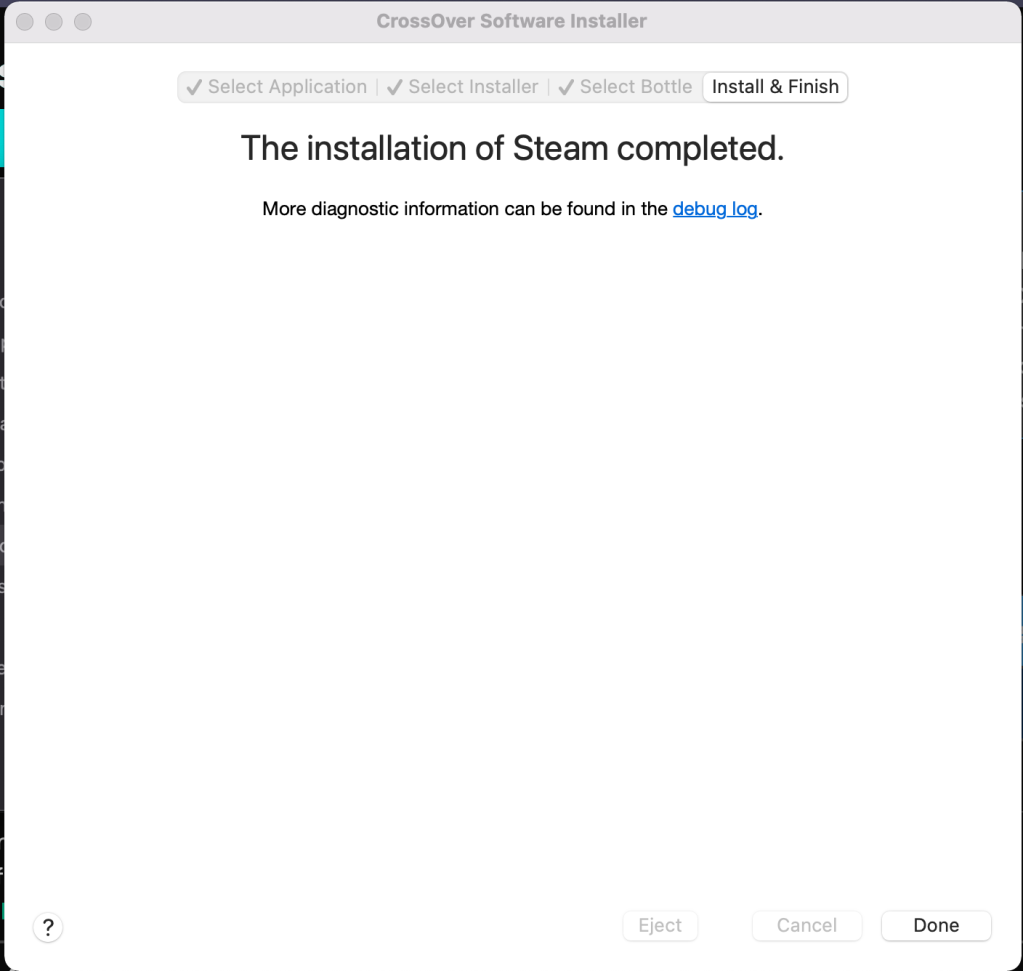 CrossOver Software Installer
✓ Select Application ✓ Select Installer ✓ Select Bottle Install & Finish
The installation of Steam completed.
More diagnostic information can be found in the debug log.
? Eject Cancel Done